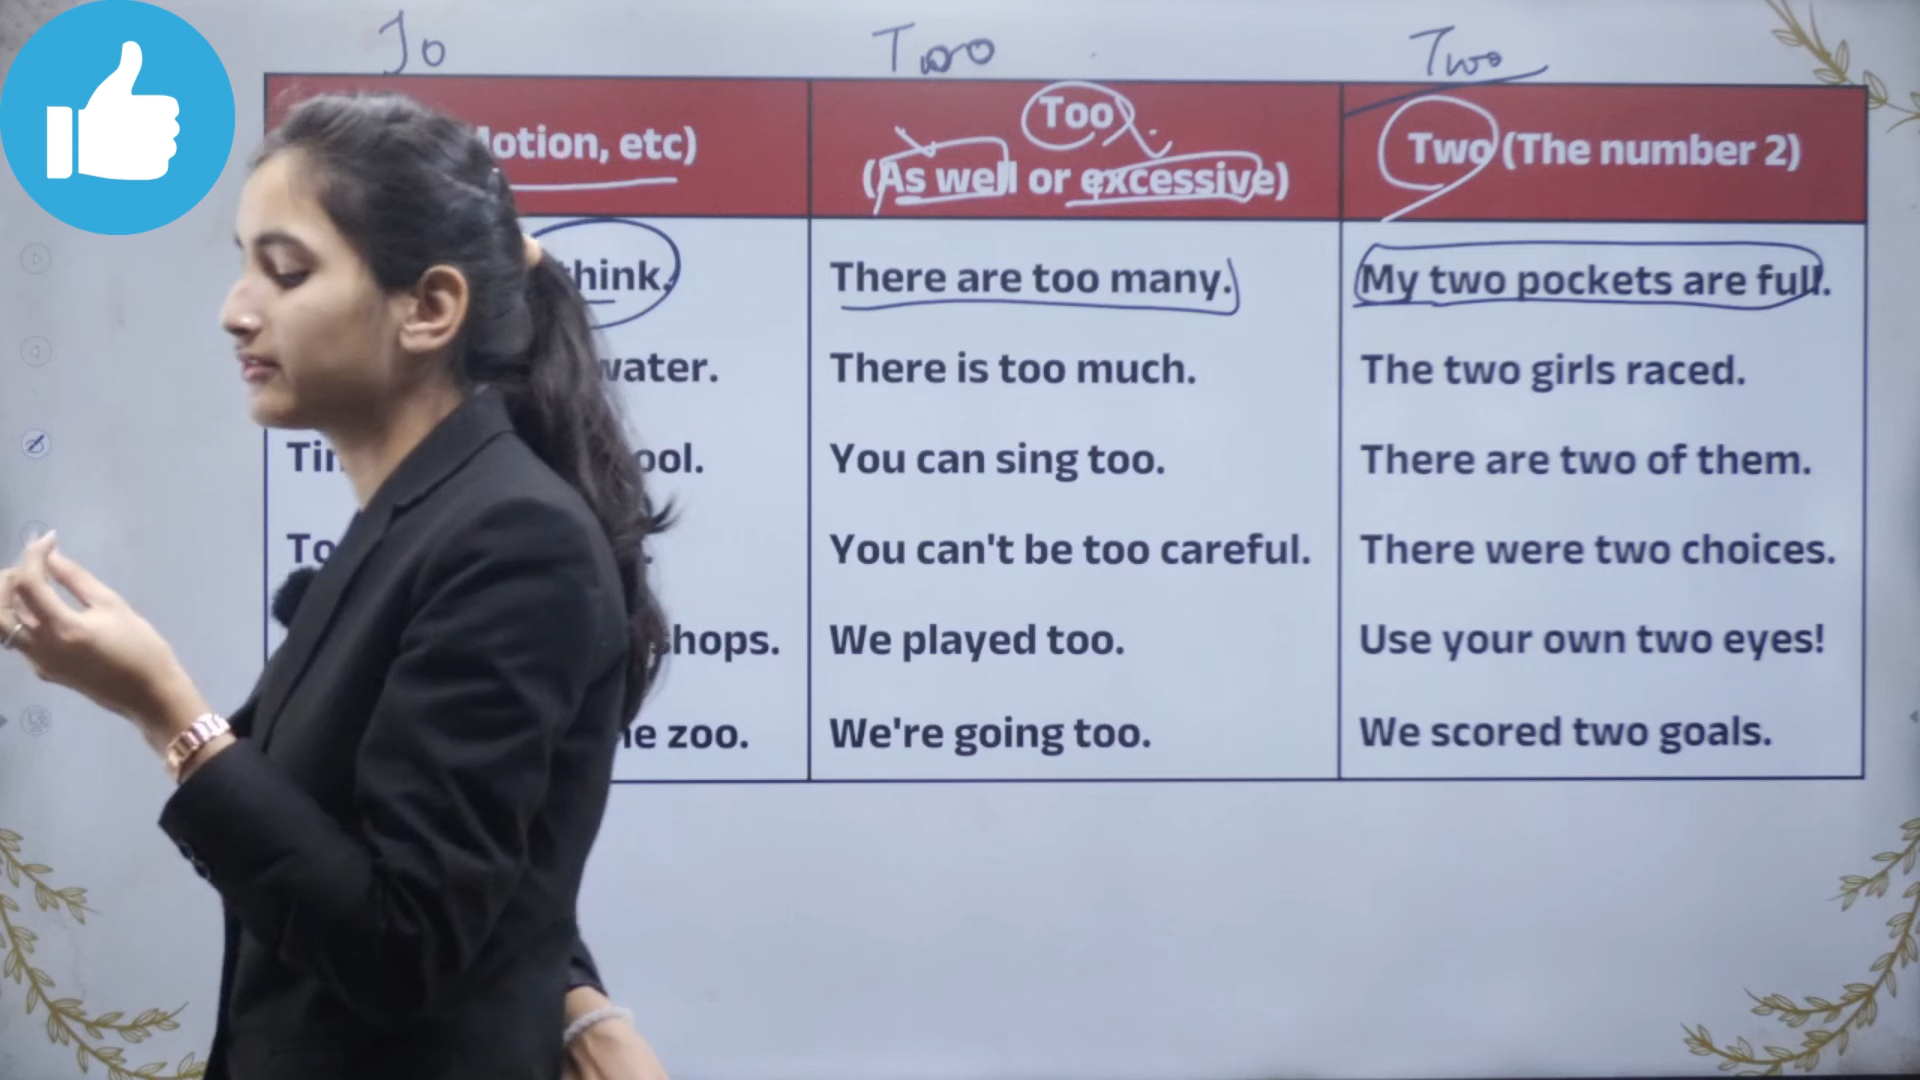 To Too Two
otion, etc) Too Two (The number 2)
(As well or excessive)
think. There are too many. My two pockets are full.
water. There is too much. The two girls raced.
You can sing too. There are two of them.
You can't be too careful. There were two choices.
shops. We played too. Use your own two eyes!
zoo. We're going too. We scored two goals.